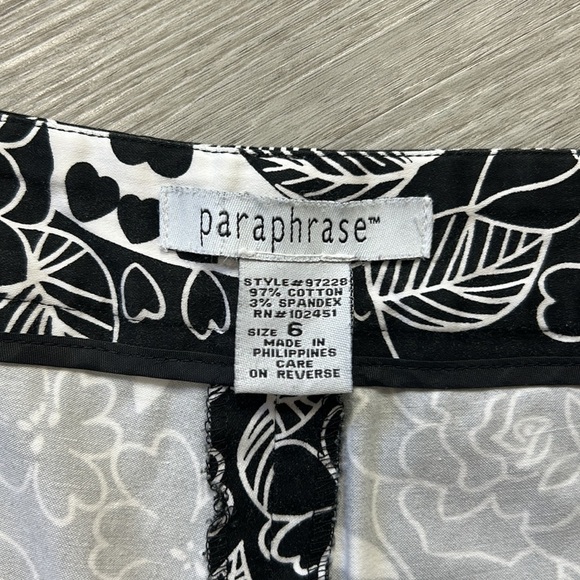 paraphrase™
STYLE#97228
97% COTTON
3% SPANDEX
RN#102451
SIZE 6
MADE IN
PHILIPPINES
CARE
ON REVERSE